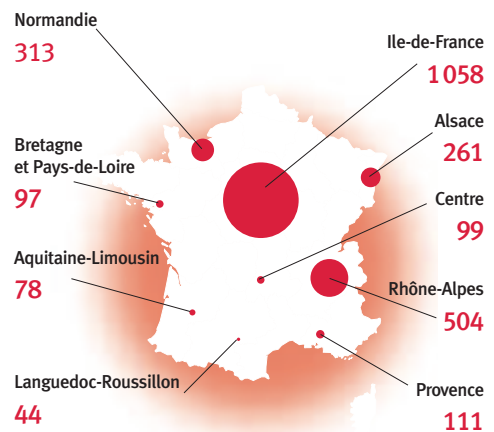 Normandie
313
Ile-de-France
1 058
Alsace
261
Bretagne
et Pays-de-Loire
97
Centre
99
Aquitaine-Limousin
78
Rhône-Alpes
504
Languedoc-Roussillon
44
Provence
111